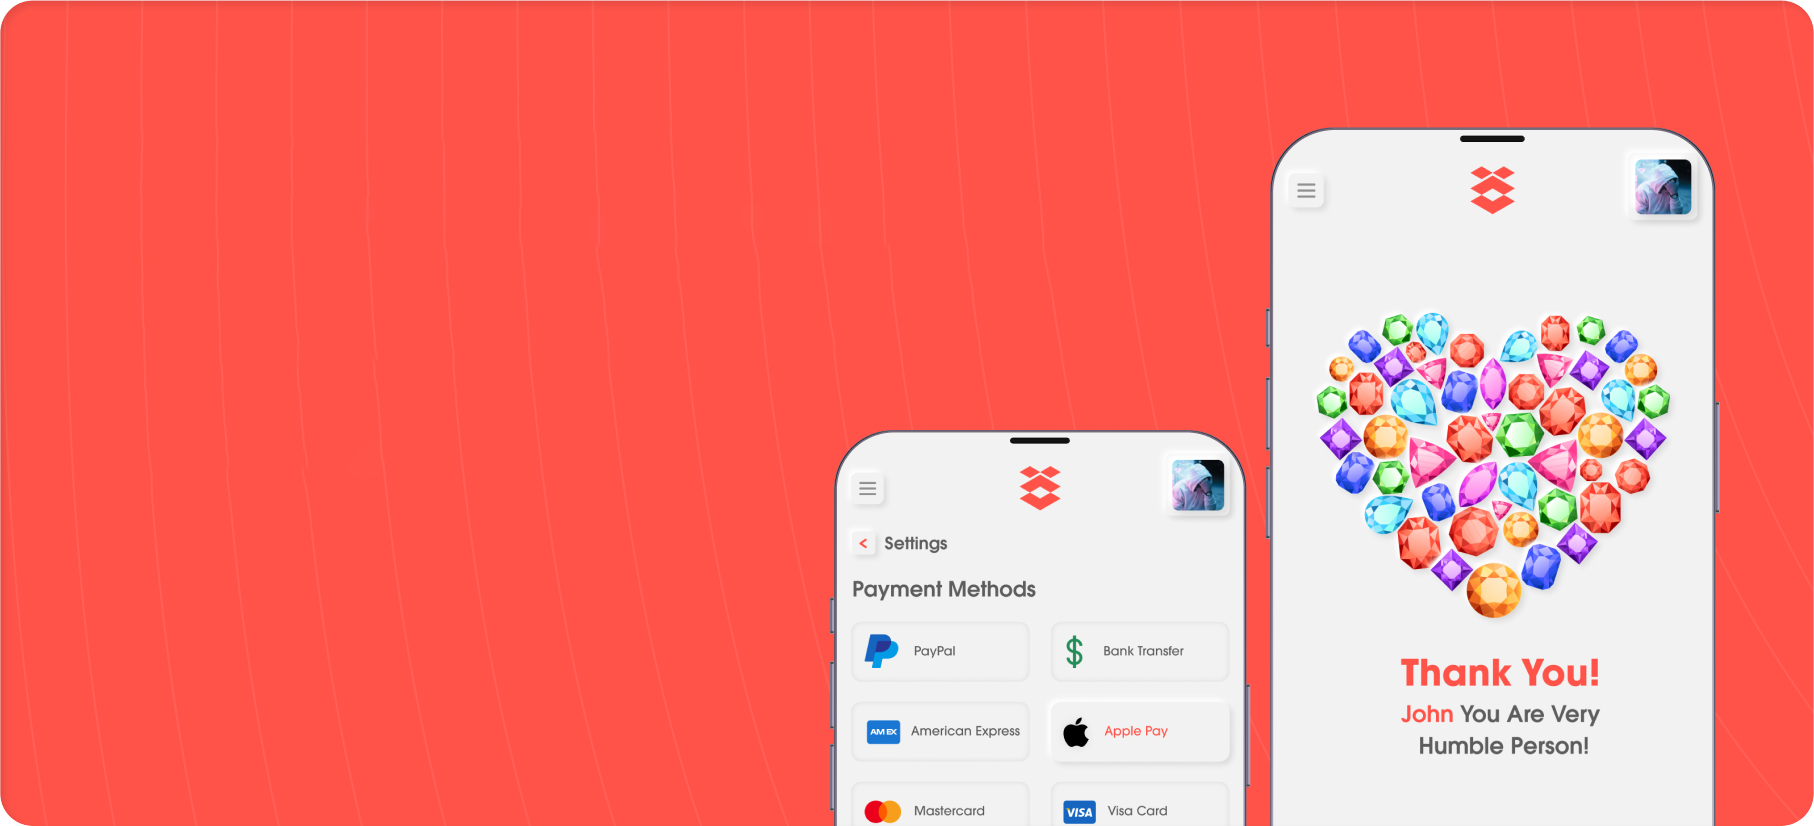 Settings
Payment Methods
PayPal
Bank Transfer
AMEX
American Express
Apple Pay
Mastercard
VISA
Visa Card
Thank You!
John You Are Very
Humble Person!